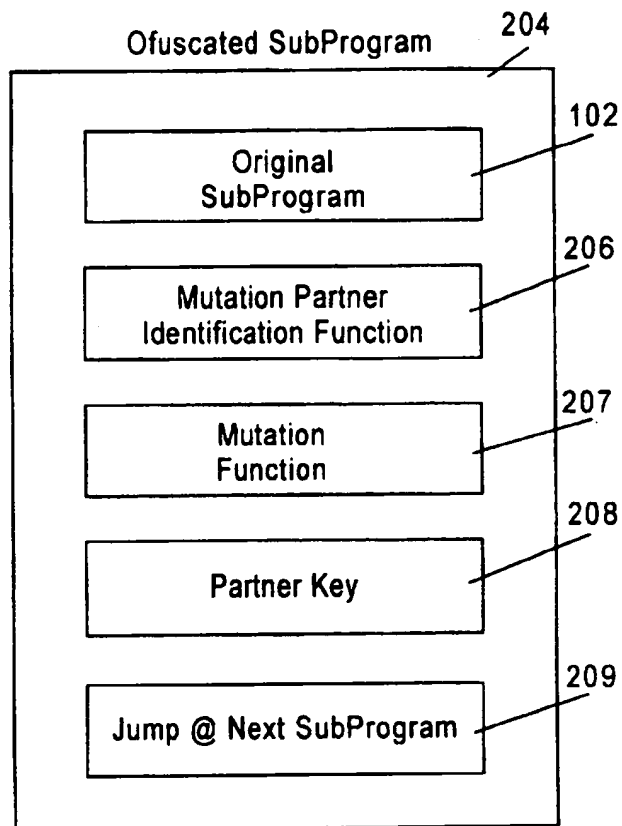 Ofuscated SubProgram
204
Original
SubProgram
102
Mutation Partner
Identification Function
206
Mutation
Function
207
Partner Key
208
Jump @ Next SubProgram
209